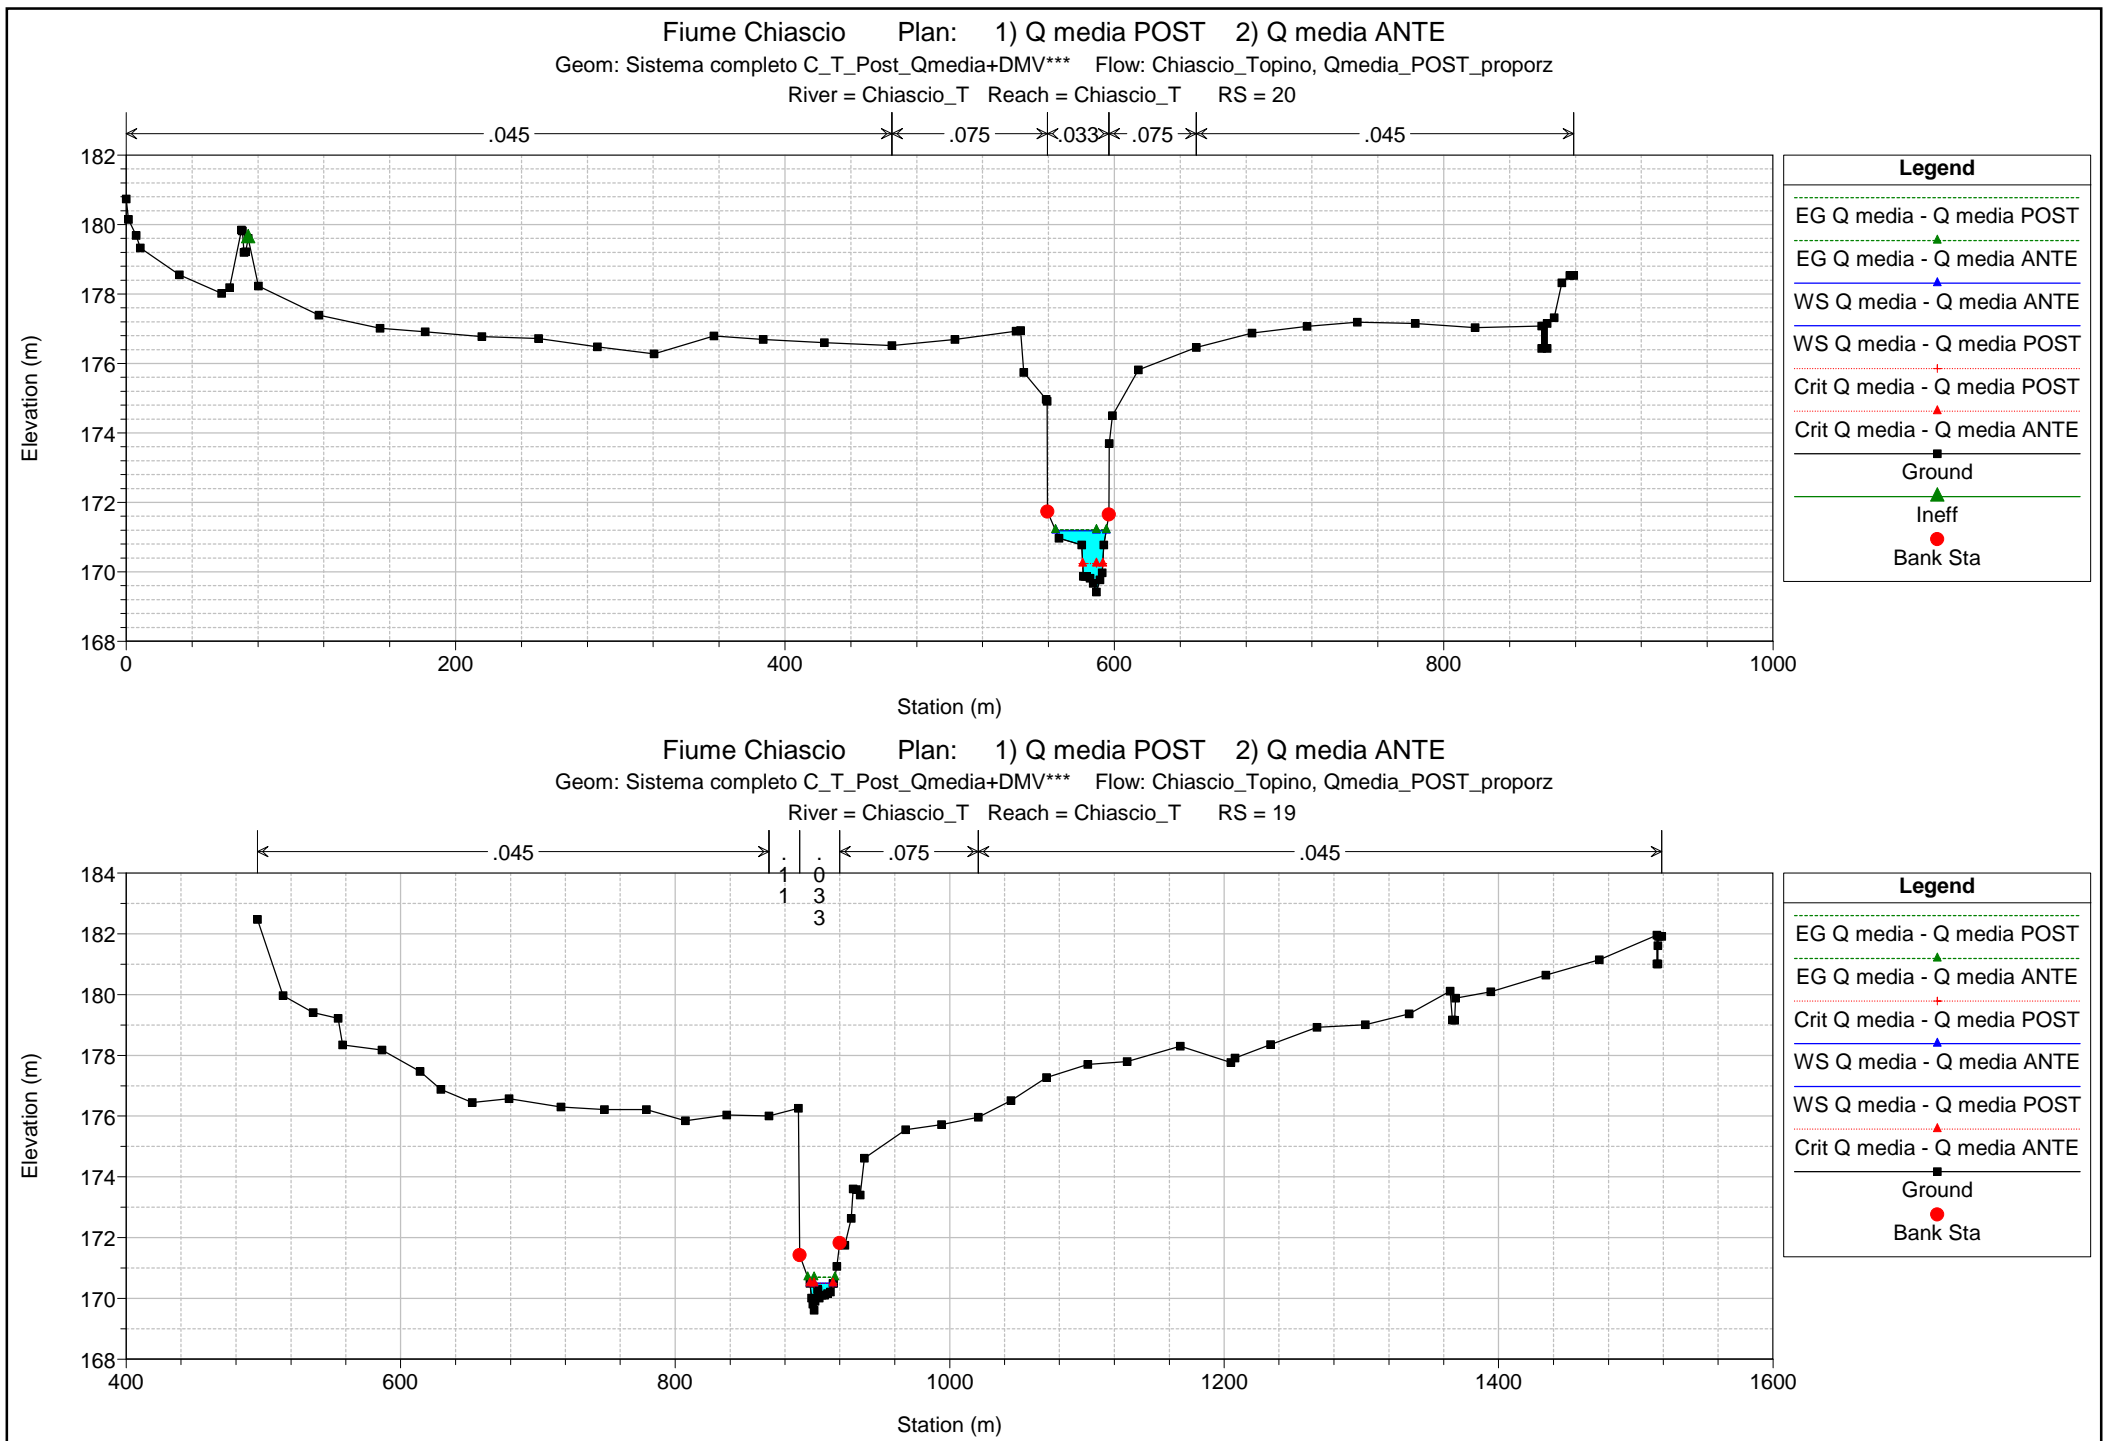 Fiume Chiascio Plan: 1) Q media POST 2) Q media ANTE
Geom: Sistema completo C_T_Post_Qmedia+DMV*** Flow: Chiascio_Topino, Qmedia_POST_proporz
River = Chiascio_T Reach = Chiascio_T RS = 20
.045 .075 .033 .075 .045
182
180
178
176
174
172
170
168
Elevation (m)
0 200 400 600 800 1000
Station (m)
Legend
EG Q media - Q media POST
EG Q media - Q media ANTE
WS Q media - Q media ANTE
WS Q media - Q media POST
Crit Q media - Q media POST
Crit Q media - Q media ANTE
Ground
Ineff
Bank Sta
Fiume Chiascio Plan: 1) Q media POST 2) Q media ANTE
Geom: Sistema completo C_T_Post_Qmedia+DMV*** Flow: Chiascio_Topino, Qmedia_POST_proporz
River = Chiascio_T Reach = Chiascio_T RS = 19
.045 .11 .033 .075 .045
184
182
180
178
176
174
172
170
168
Elevation (m)
400 600 800 1000 1200 1400 1600
Station (m)
Legend
EG Q media - Q media POST
EG Q media - Q media ANTE
Crit Q media - Q media POST
WS Q media - Q media ANTE
WS Q media - Q media POST
Crit Q media - Q media ANTE
Ground
Bank Sta